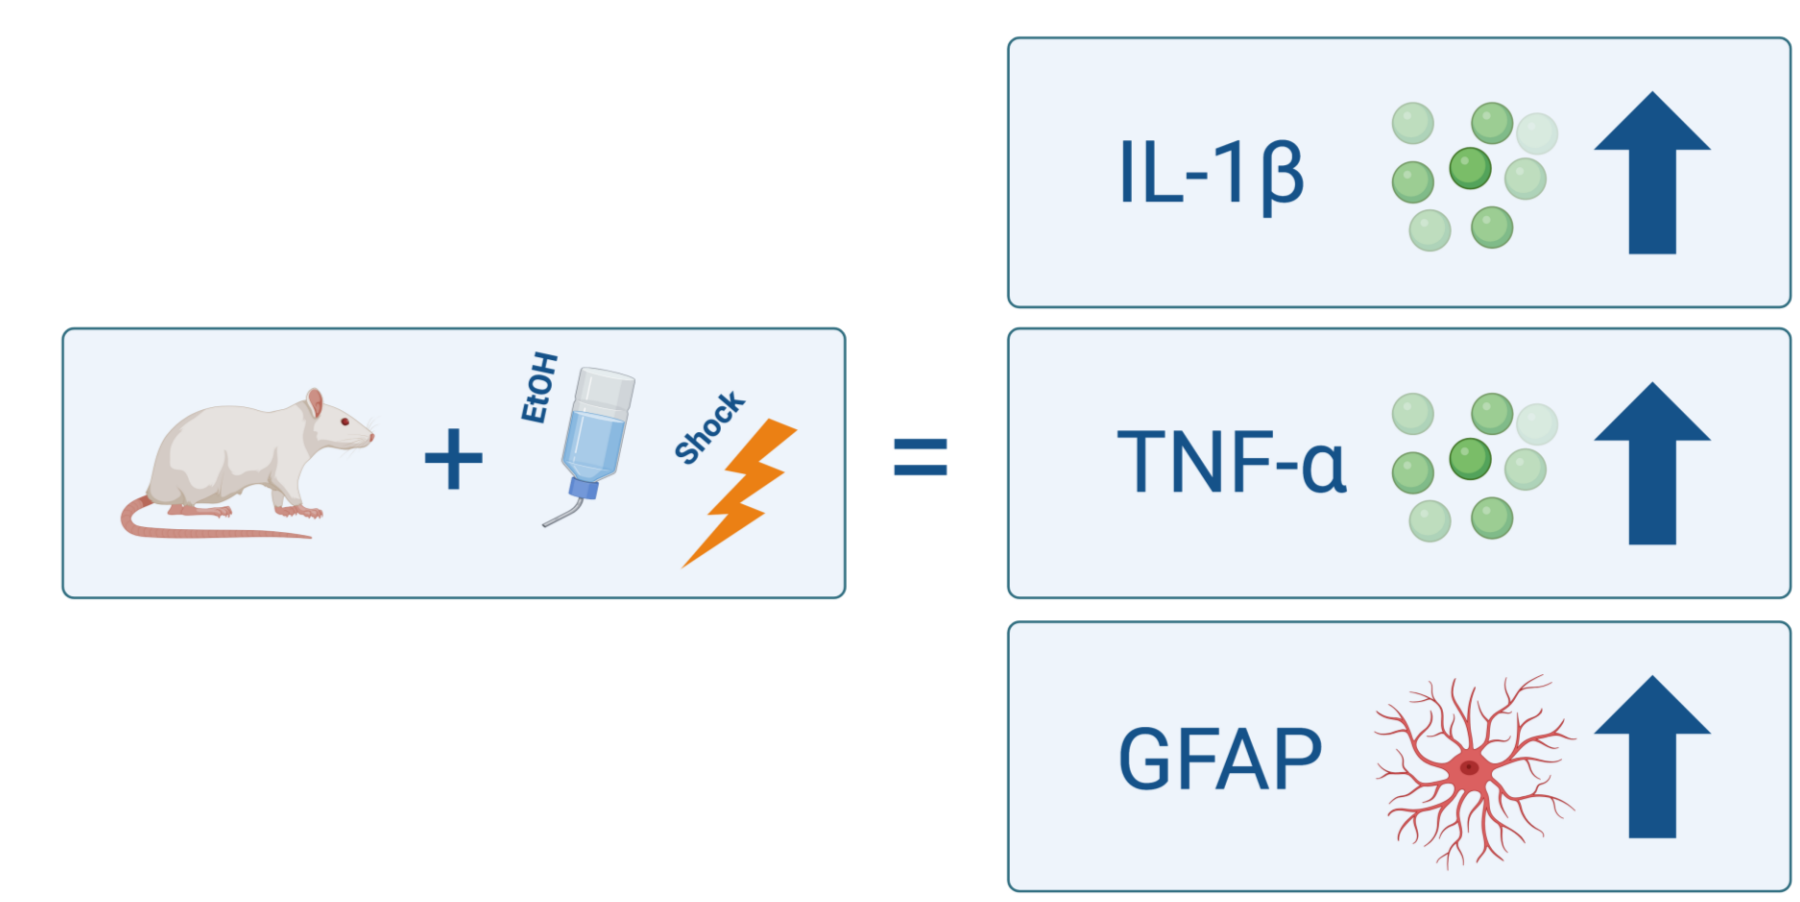 EtOH
Shock
+
=
IL-1β
TNF-α
GFAP